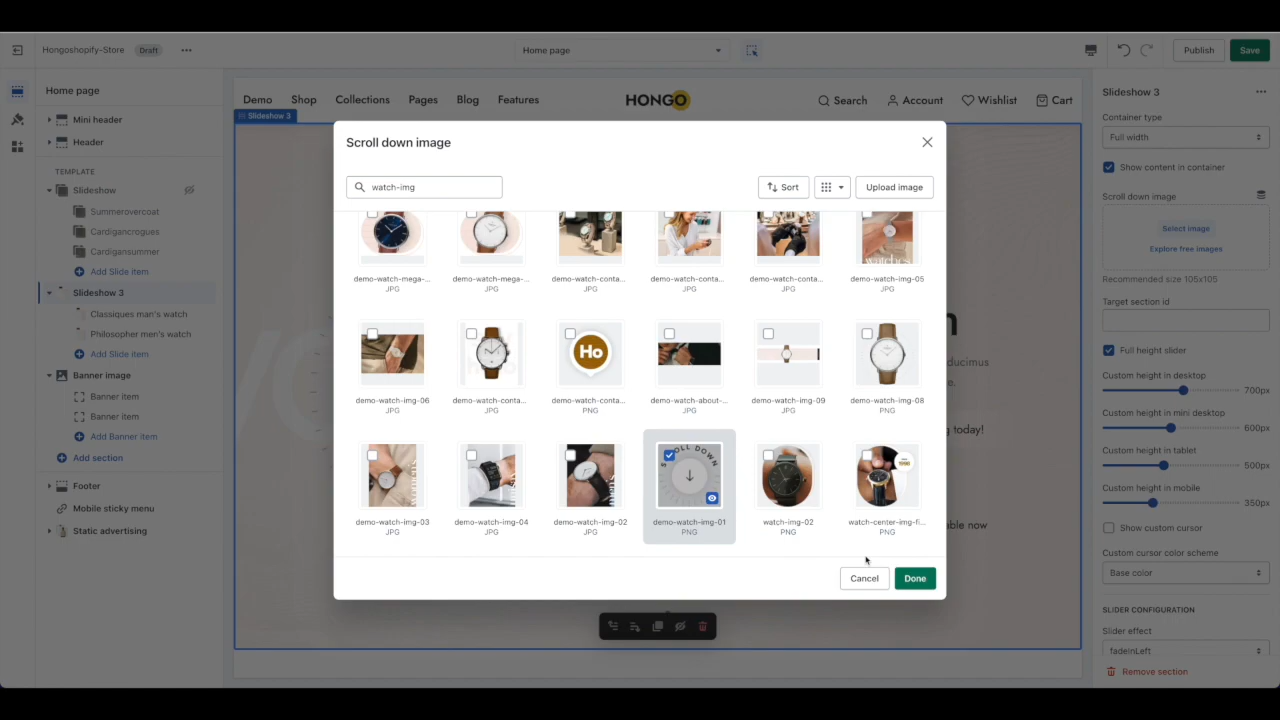 Hongoshopify-Store Draft Home page Publish Save
Home page
Mini header
Header
TEMPLATE
Slideshow
Summerovercoat
Cardigancrogues
Cardigansummer
Add Slide item
Slideshow 3
Classiques man's watch
Philosopher men's watch
Add Slide item
Banner image
Banner item
Banner item
Add Banner item
Add section
Footer
Mobile sticky menu
Static advertising
Demo Shop Collections Pages Blog Features HONGO Search Account Wishlist Cart
Slideshow 3
Scroll down image
watch-img Sort Upload image
demo-watch-mega-... demo-watch-mega-... demo-watch-conta... demo-watch-conta... demo-watch-conta... demo-watch-img-05
JPG JPG JPG JPG JPG JPG
Ho
demo-watch-img-06 demo-watch-conta... demo-watch-conta... demo-watch-about-... demo-watch-img-09 demo-watch-img-08
JPG JPG PNG JPG JPG PNG
SCROLL DOWN
demo-watch-img-03 demo-watch-img-04 demo-watch-img-02 demo-watch-img-01 watch-img-02 watch-center-img-fi...
JPG JPG JPG PNG PNG PNG
Cancel Done
ducimus
e.
g today!
able now
Slideshow 3
Container type
Full width
Show content in container
Scroll down image
Select image
Explore free images
Recommended size 105x105
Target section id
Full height slider
Custom height in desktop
700px
Custom height in mini desktop
600px
Custom height in tablet
500px
Custom height in mobile
350px
Show custom cursor
Custom cursor color scheme
Base color
SLIDER CONFIGURATION
Slider effect
fadeInLeft
Remove section